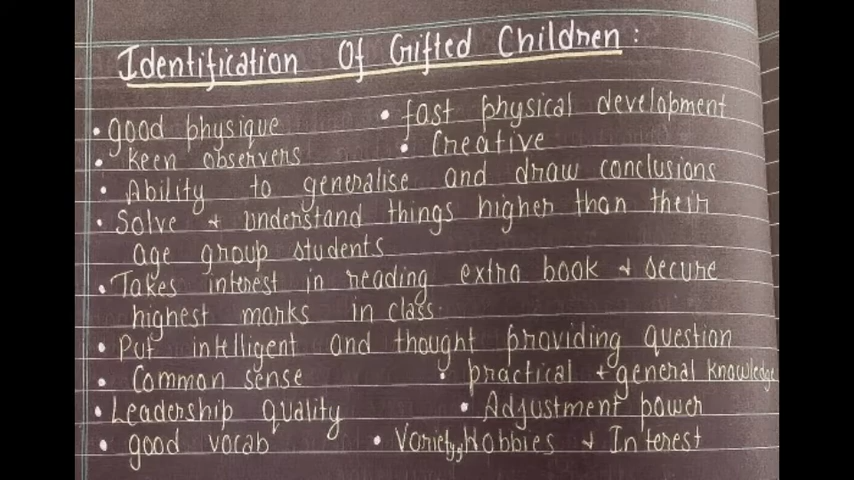 Identification Of Gifted Children :
• good physique • fast physical development
• keen observers • Creative
• Ability to generalise and draw conclusions
• Solve & understand things higher than their
age group students
• Takes interest in reading extra book & secure
highest marks in class.
• Put intelligent and thought providing question
• Common sense • practical & general knowledge
• Leadership quality • Adjustment power
• good vocab • Variety, Hobbies & Interest